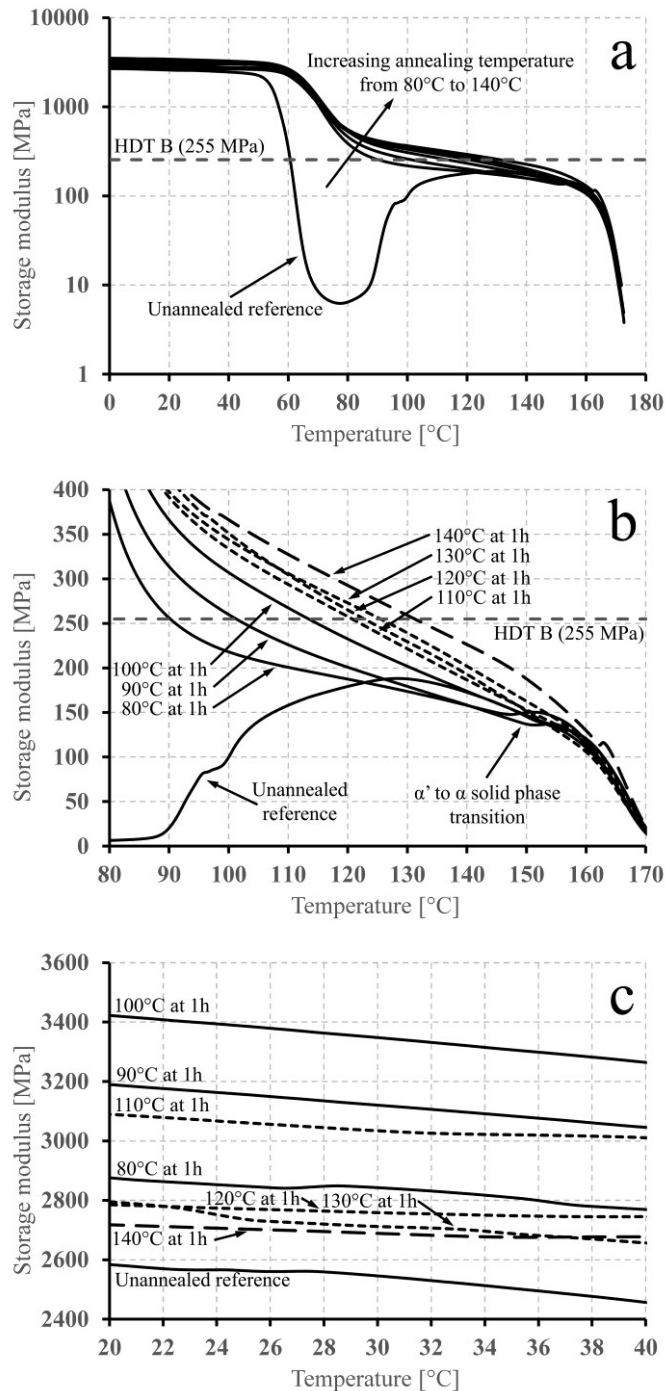 a
10000
1000
100
10
1
Storage modulus [MPa]
Increasing annealing temperature
from 80°C to 140°C
HDT B (255 MPa)
Unannealed reference
0 20 40 60 80 100 120 140 160 180
Temperature [°C]
b
400
350
300
250
200
150
100
50
0
Storage modulus [MPa]
140°C at 1h
130°C at 1h
120°C at 1h
110°C at 1h
HDT B (255 MPa)
100°C at 1h
90°C at 1h
80°C at 1h
Unannealed
reference
α' to α solid phase
transition
80 90 100 110 120 130 140 150 160 170
Temperature [°C]
c
3600
3400
3200
3000
2800
2600
2400
Storage modulus [MPa]
100°C at 1h
90°C at 1h
110°C at 1h
80°C at 1h
120°C at 1h 130°C at 1h
140°C at 1h
Unannealed reference
20 22 24 26 28 30 32 34 36 38 40
Temperature [°C]